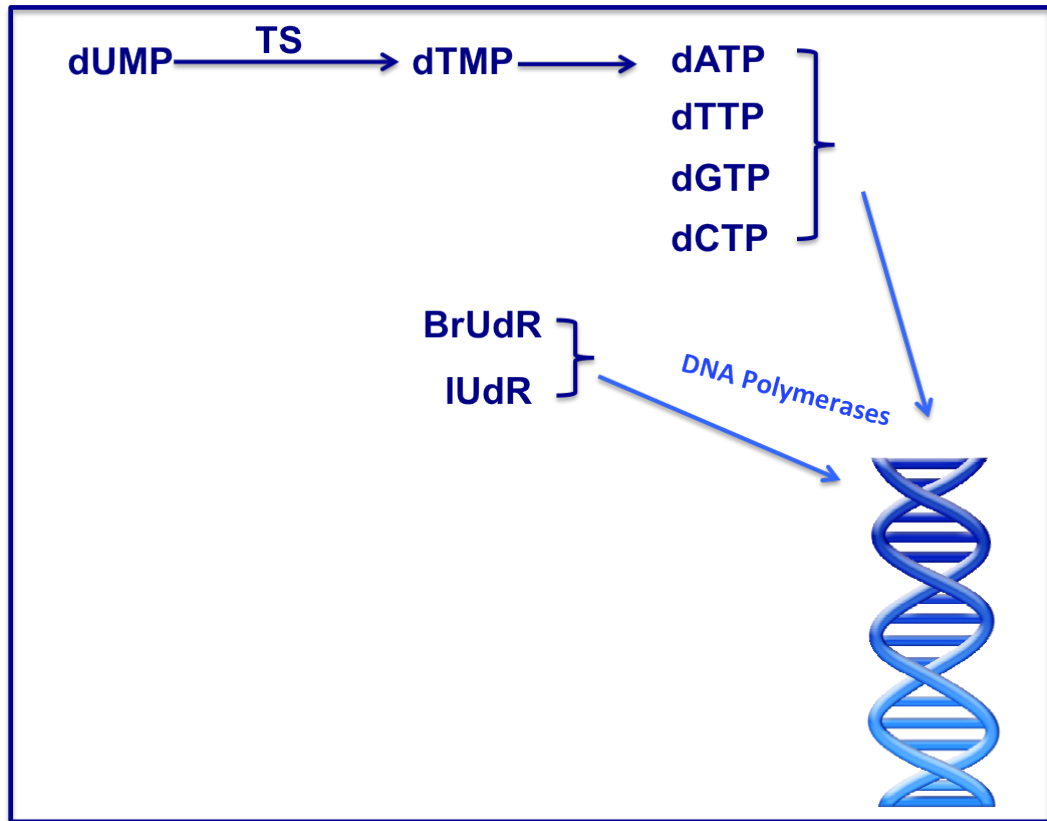 TS
dUMP dTMP dATP
dTTP
dGTP
dCTP
BrUdR
IUdR
DNA Polymerases